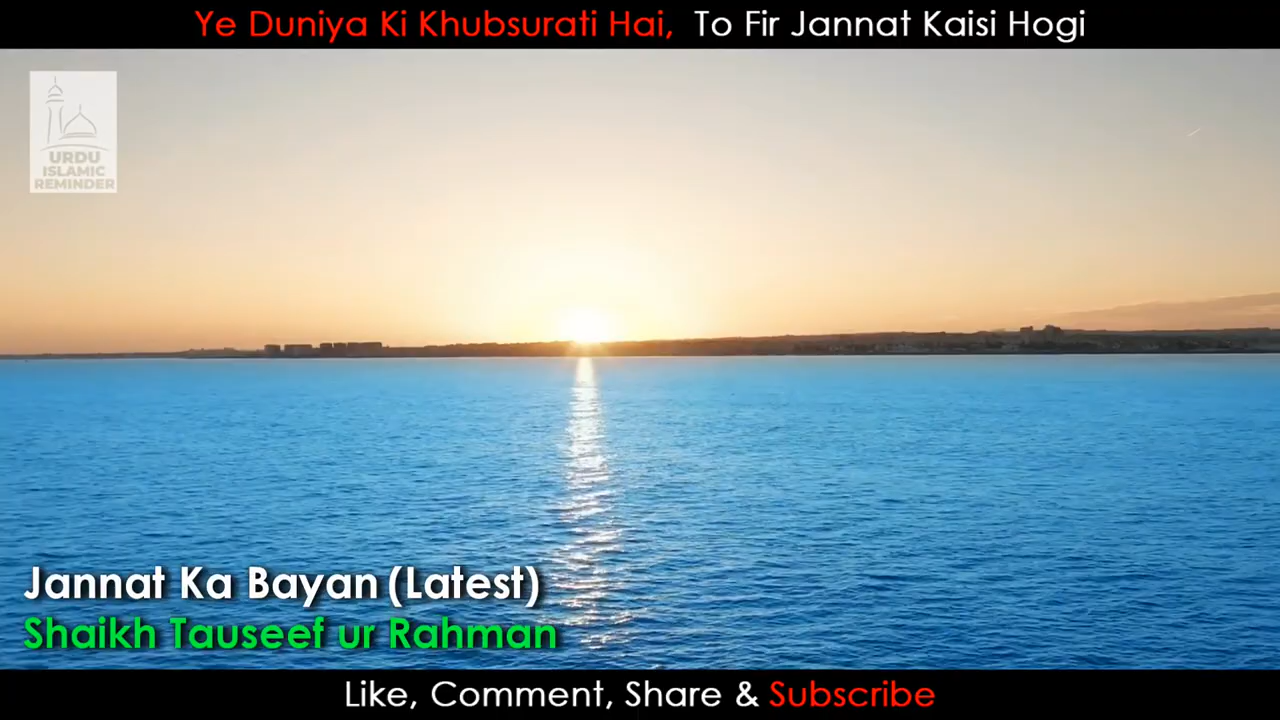 Ye Duniya Ki Khubsurati Hai, To Fir Jannat Kaisi Hogi
URDU
ISLAMIC
REMINDER
Jannat Ka Bayan (Latest)
Shaikh Tauseef ur Rahman
Like, Comment, Share & Subscribe